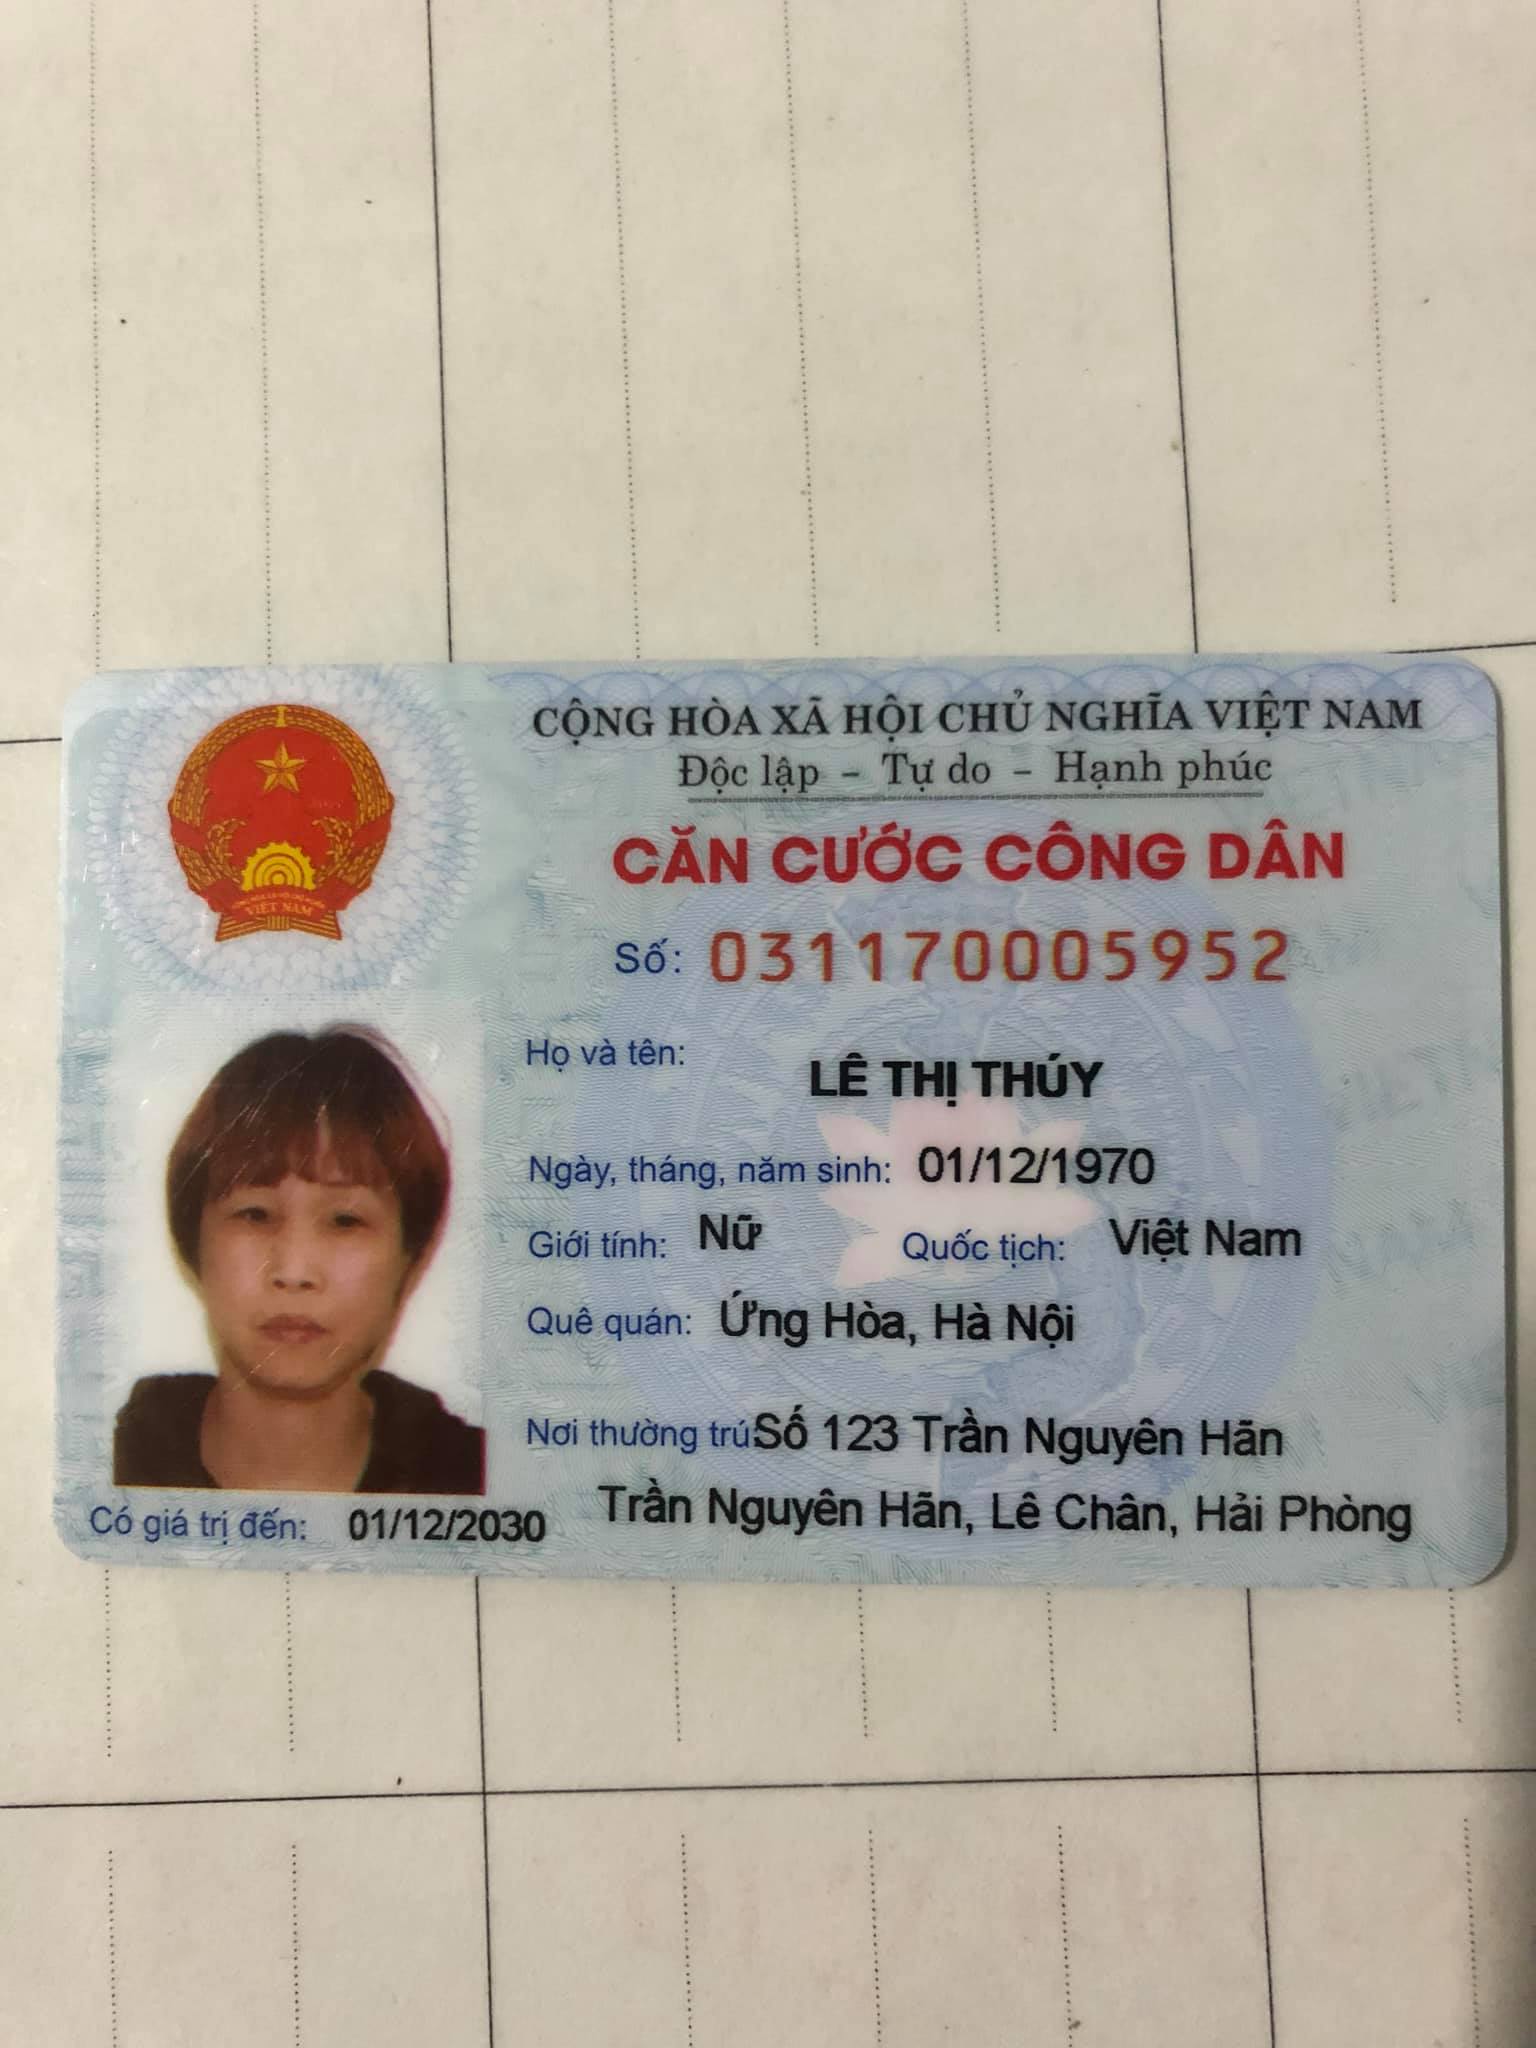 CỘNG HÒA XÃ HỘI CHỦ NGHĨA VIỆT NAM
Độc lập - Tự do - Hạnh phúc
CĂN CƯỚC CÔNG DÂN
Số: 031170005952
Họ và tên: LÊ THỊ THÚY
Ngày, tháng, năm sinh: 01/12/1970
Giới tính: Nữ Quốc tịch: Việt Nam
Quê quán: Ứng Hòa, Hà Nội
Nơi thường trú: Số 123 Trần Nguyên Hãn
Trần Nguyên Hãn, Lê Chân, Hải Phòng
Có giá trị đến: 01/12/2030
VIỆT NAM